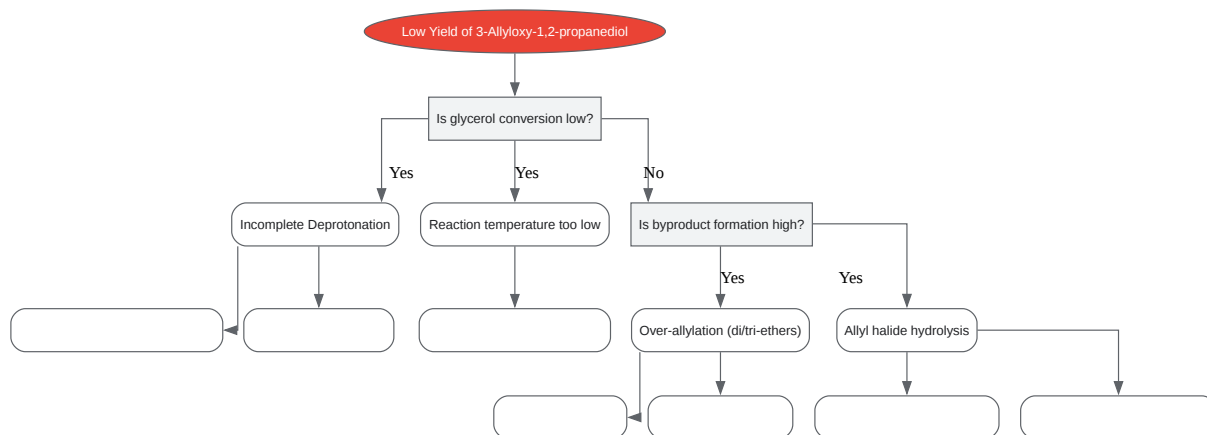 Low Yield of 3-Allyloxy-1,2-propanediol
Is glycerol conversion low?
Yes
Yes
No
Incomplete Deprotonation
Reaction temperature too low
Is byproduct formation high?
Yes
Yes
Over-allylation (di/tri-ethers)
Allyl halide hydrolysis